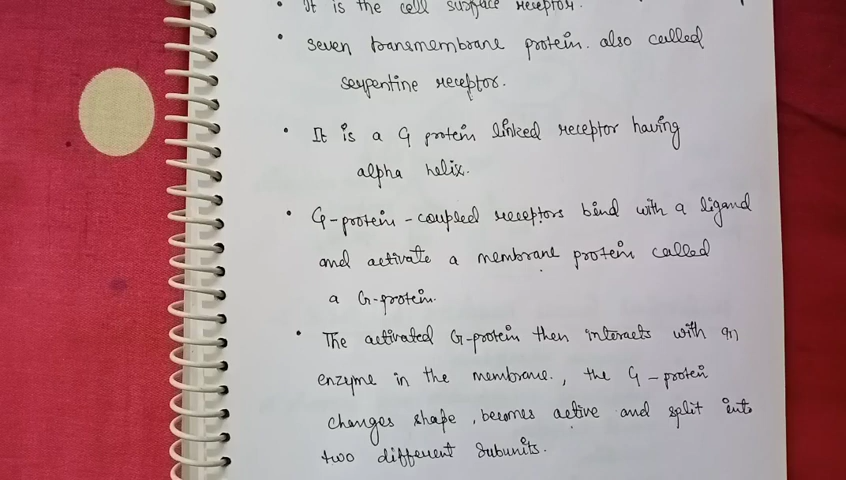 • It is the cell surface receptor.
• seven transmembrane protein. also called
serpentine receptor.
• It is a G protein linked receptor having
alpha helix.
• G-protein-coupled receptors bind with a ligand
and activate a membrane protein called
a G-protein.
• The activated G-protein then interacts with an
enzyme in the membrane., the G-protein
changes shape, becomes active and split into
two different subunits.